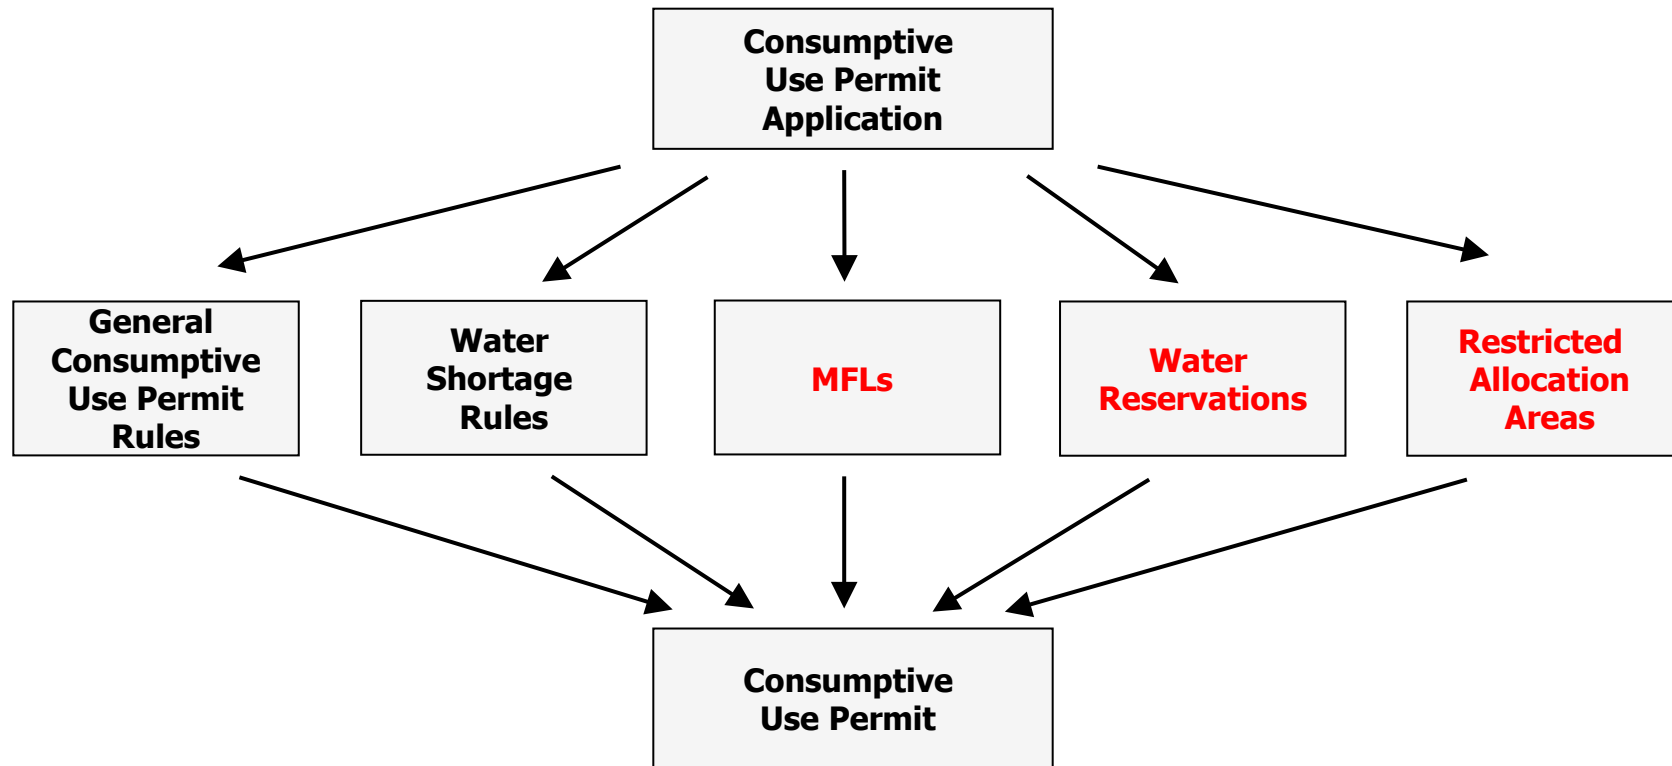 Consumptive
Use Permit
Application
General
Consumptive
Use Permit
Rules
Water
Shortage
Rules
MFLs
Water
Reservations
Restricted
Allocation
Areas
Consumptive
Use Permit